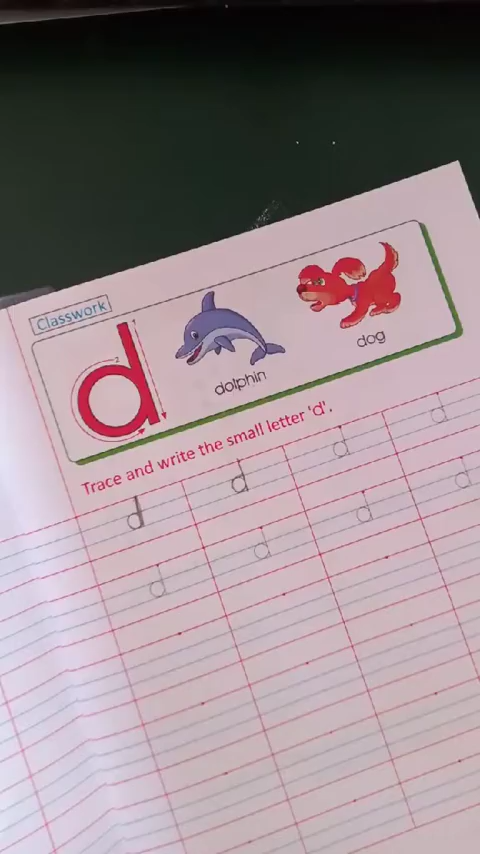 Classwork
d
dolphin
dog
Trace and write the small letter 'd'.
d d d d
d d d d